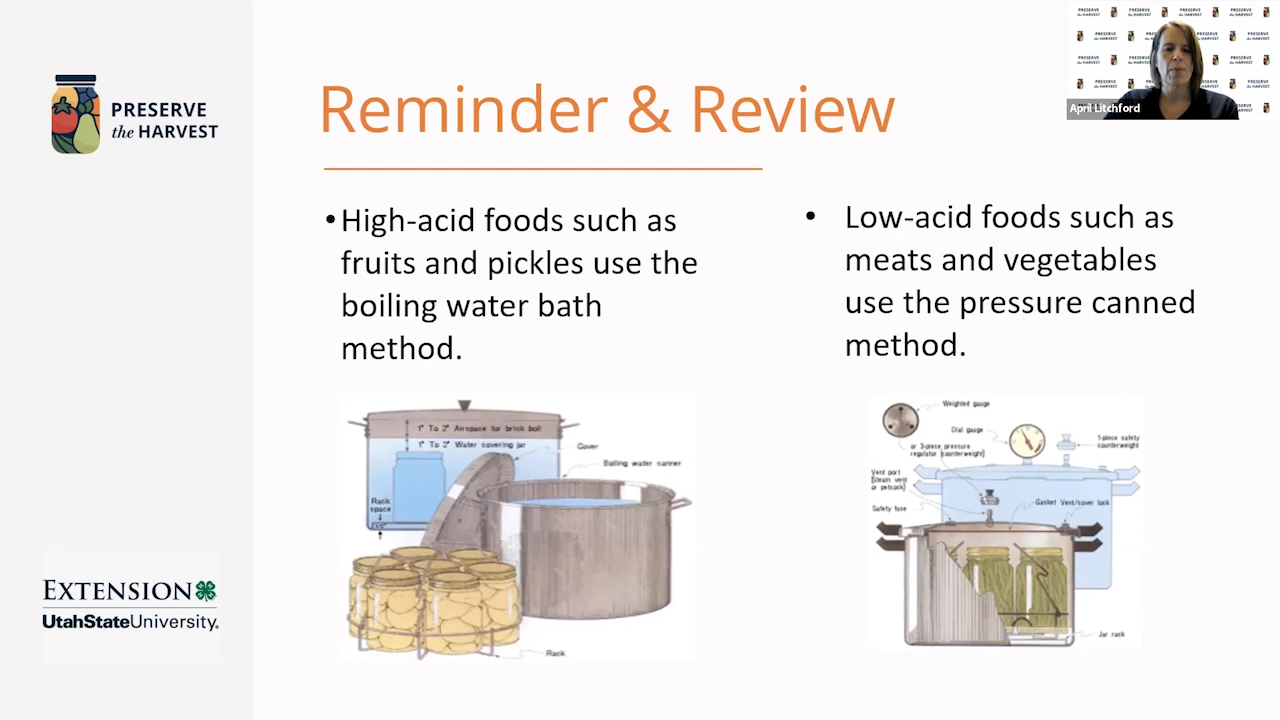 PRESERVE
the HARVEST
Reminder & Review
April Litchford
•High-acid foods such as
fruits and pickles use the
boiling water bath
method.
• Low-acid foods such as
meats and vegetables
use the pressure canned
method.
1" To 2" Airspace for brisk boil
1" To 2" Water covering jar
Cover
Boiling water canner
Rack
space
Rack
Weighted gauge
Dial gauge
or 3-piece pressure
regulator (counterweight)
1-piece safety
counterweight
Vent port
(Steam vent
or petcock)
Safety fuse
Gasket Vent/cover lock
Jar rack
EXTENSION
UtahStateUniversity.